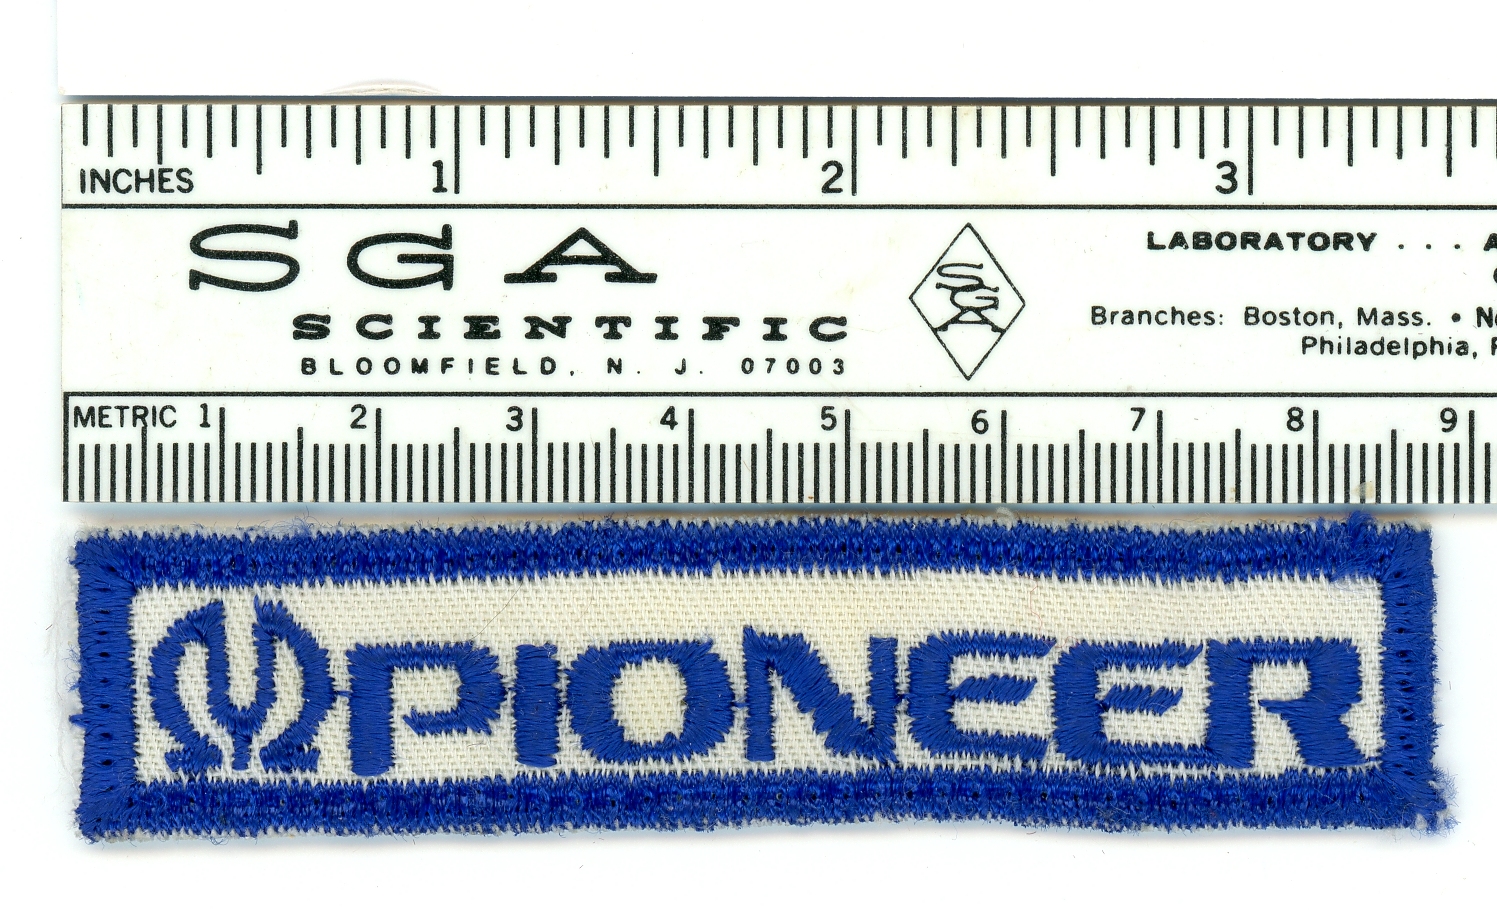 INCHES 1 2 3
SGA
SCIENTIFIC
BLOOMFIELD, N. J. 07003
SGA
LABORATORY . . .
Branches: Boston, Mass. •
Philadelphia,
METRIC 1 2 3 4 5 6 7 8 9
PIONEER